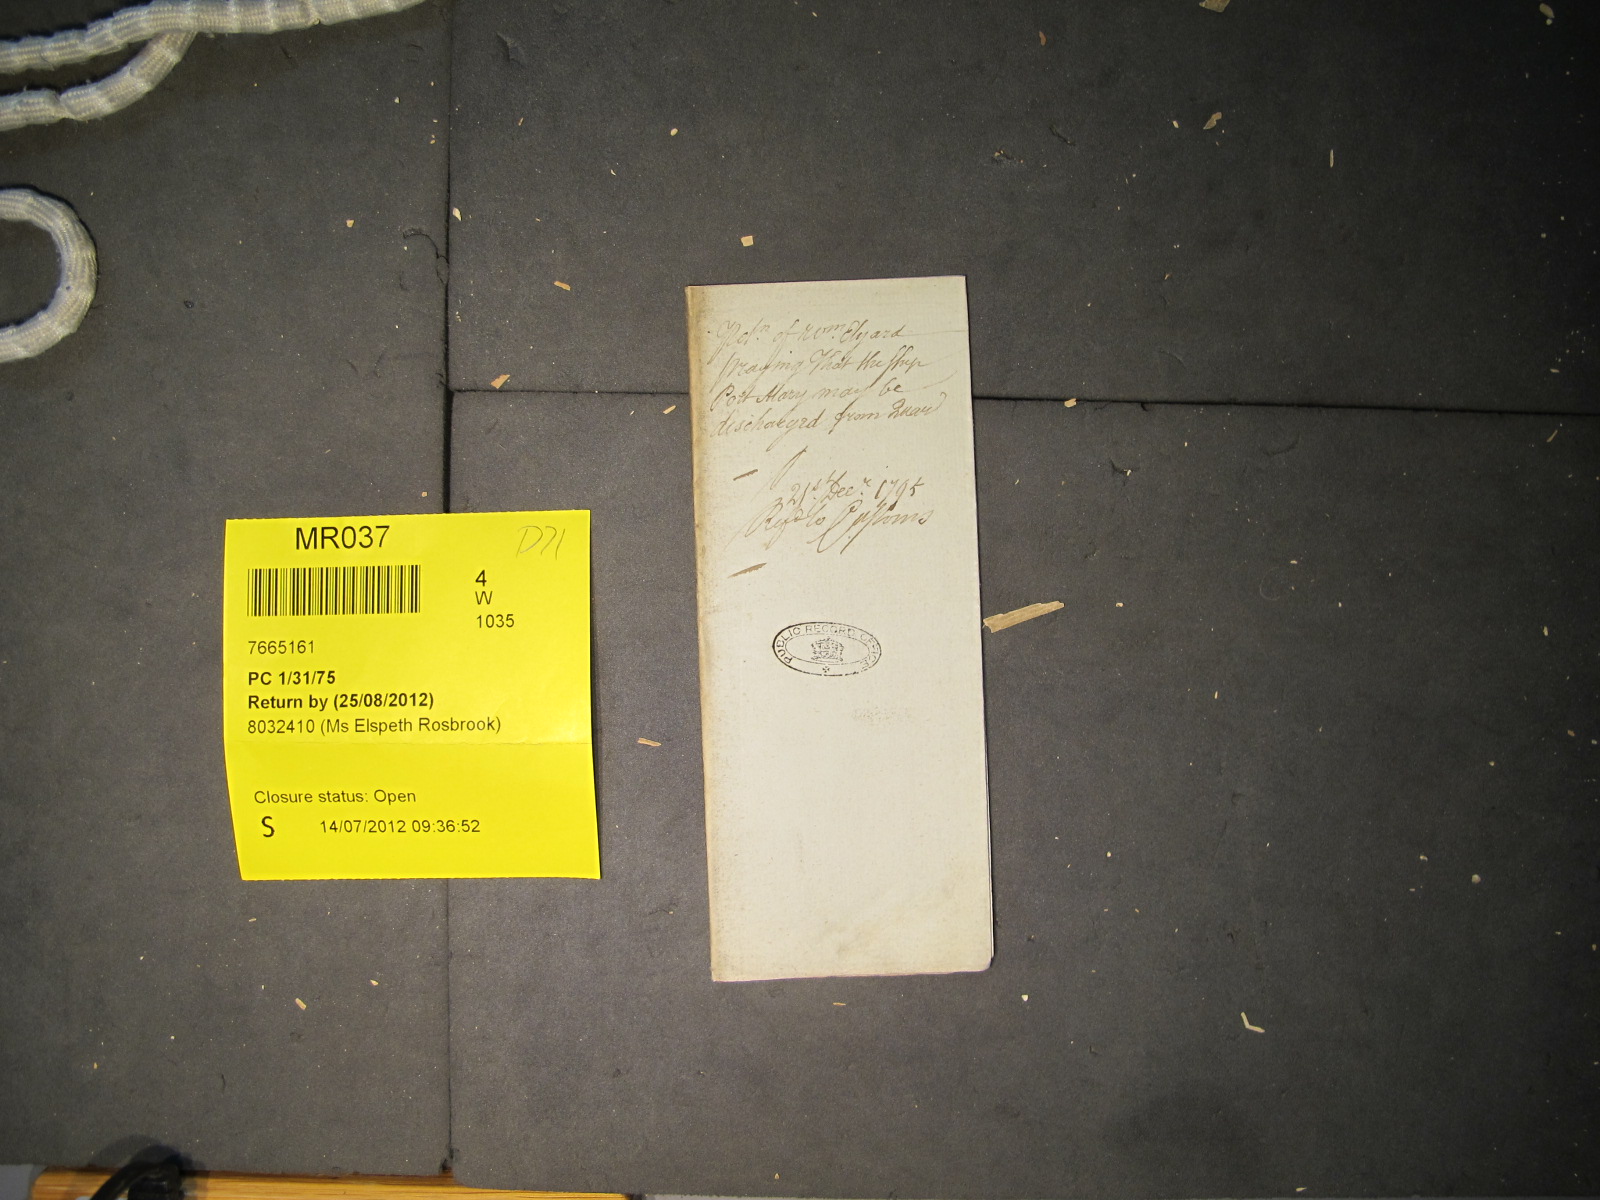 MR037
D71
4
W
1035
7665161
PC 1/31/75
Return by (25/08/2012)
8032410 (Ms Elspeth Rosbrook)
Closure status: Open
S 14/07/2012 09:36:52
Petn. of Wm. Elyard
Praying That the Ship
Port Mary may be
discharged from Quar
21st. Decr. 1795
Refd to Customs
PUBLIC RECORD OFFICE